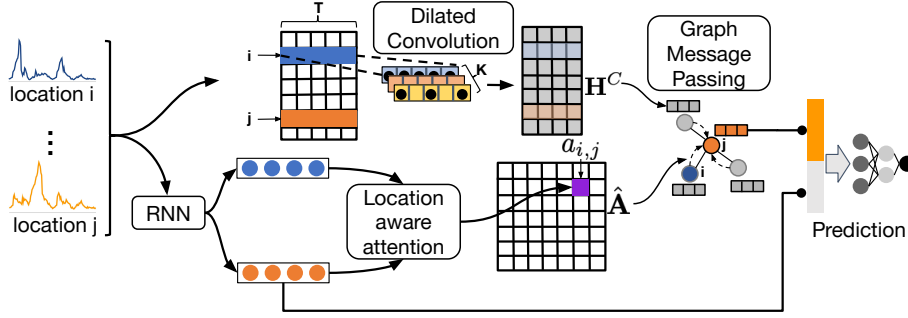 T
Dilated
Convolution
Graph
Message
Passing
i
K
location i
H^C
j
j
a_{i,j}
i
RNN
Location
aware
attention
Â
location j
Prediction